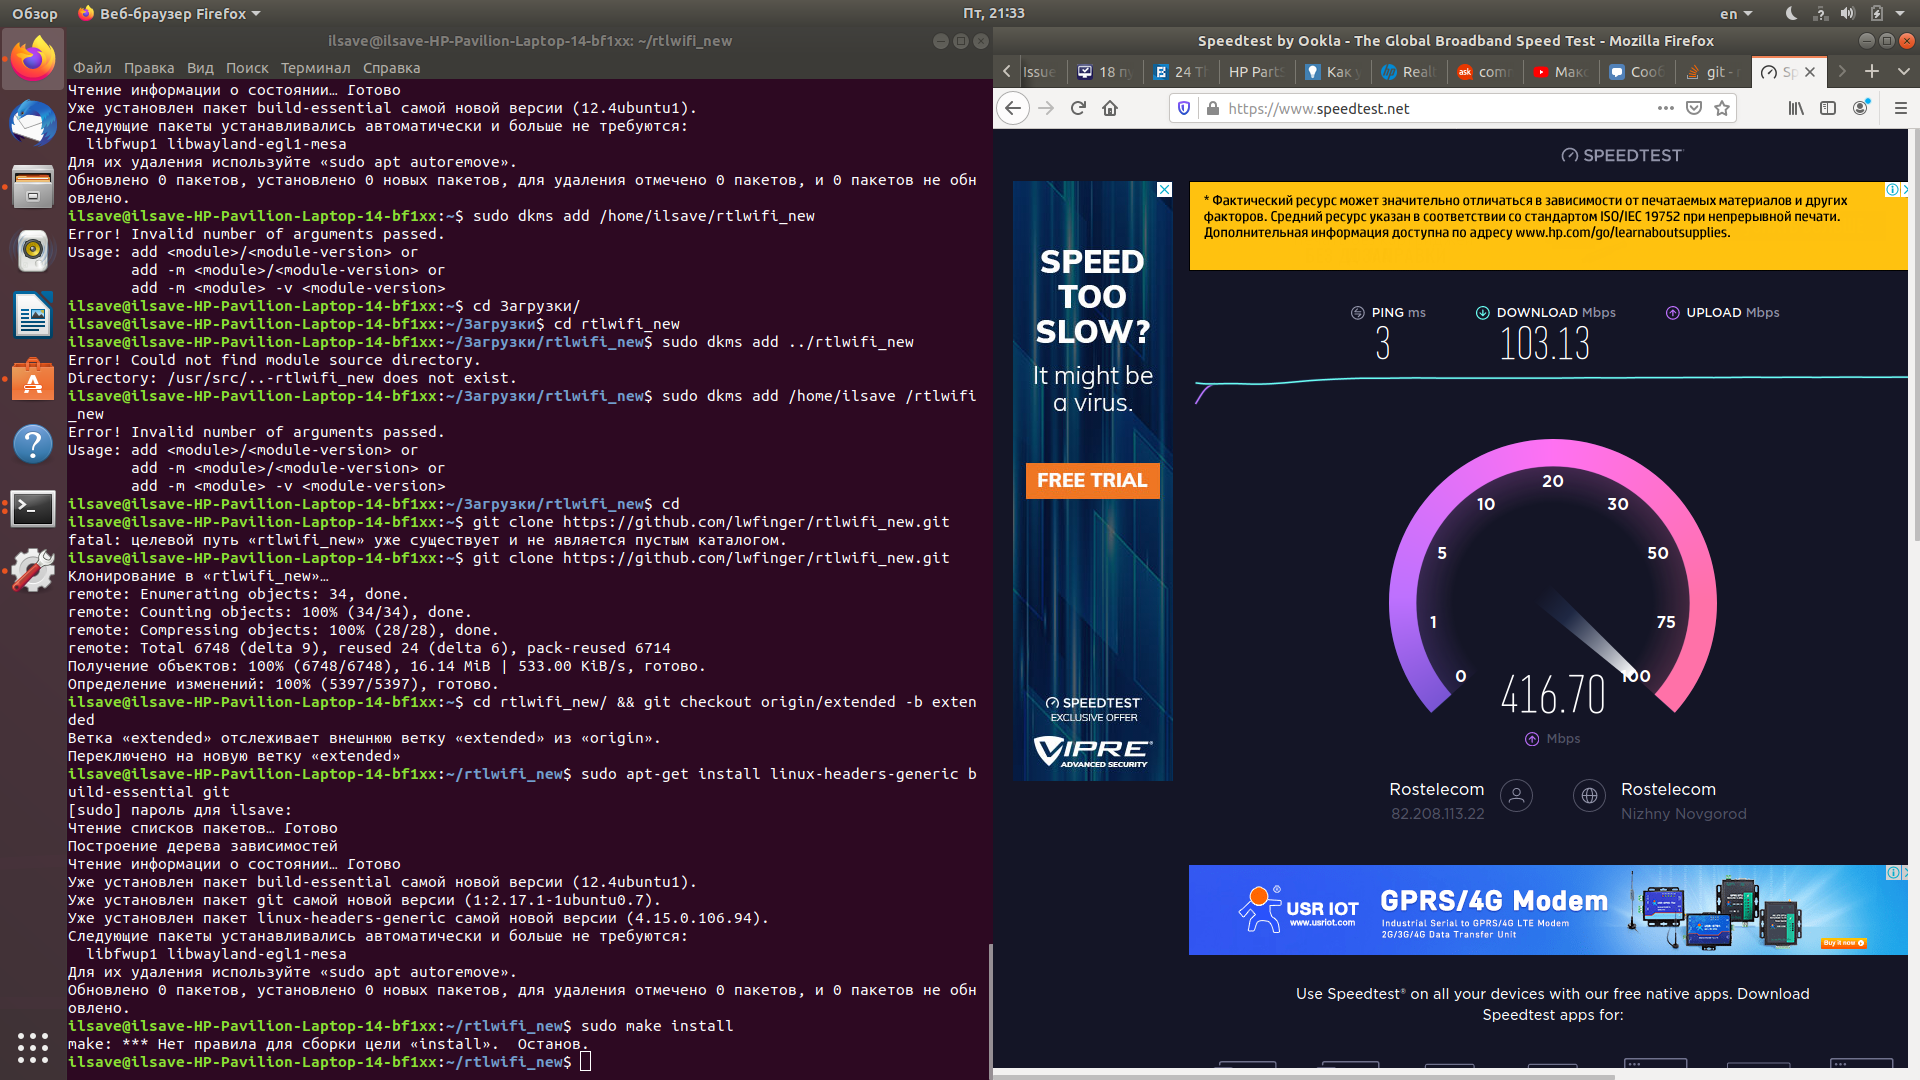 Обзор
Веб-браузер Firefox
Пт, 21:33
en
ilsave@ilsave-HP-Pavilion-Laptop-14-bf1xx: ~/rtlwifi_new
Файл Правка Вид Поиск Терминал Справка
Чтение информации о состоянии… Готово
Уже установлен пакет build-essential самой новой версии (12.4ubuntu1).
Следующие пакеты устанавливались автоматически и больше не требуются:
libfwup1 libwayland-egl1-mesa
Для их удаления используйте «sudo apt autoremove».
Обновлено 0 пакетов, установлено 0 новых пакетов, для удаления отмечено 0 пакетов, и 0 пакетов не обн
овлено.
ilsave@ilsave-HP-Pavilion-Laptop-14-bf1xx:~$ sudo dkms add /home/ilsave/rtlwifi_new
Error! Invalid number of arguments passed.
Usage: add <module>/<module-version> or
add -m <module>/<module-version> or
add -m <module> -v <module-version>
ilsave@ilsave-HP-Pavilion-Laptop-14-bf1xx:~$ cd Загрузки/
ilsave@ilsave-HP-Pavilion-Laptop-14-bf1xx:~/Загрузки$ cd rtlwifi_new
ilsave@ilsave-HP-Pavilion-Laptop-14-bf1xx:~/Загрузки/rtlwifi_new$ sudo dkms add ../rtlwifi_new
Error! Could not find module source directory.
Directory: /usr/src/..-rtlwifi_new does not exist.
ilsave@ilsave-HP-Pavilion-Laptop-14-bf1xx:~/Загрузки/rtlwifi_new$ sudo dkms add /home/ilsave /rtlwifi
_new
Error! Invalid number of arguments passed.
Usage: add <module>/<module-version> or
add -m <module>/<module-version> or
add -m <module> -v <module-version>
ilsave@ilsave-HP-Pavilion-Laptop-14-bf1xx:~/Загрузки/rtlwifi_new$ cd
ilsave@ilsave-HP-Pavilion-Laptop-14-bf1xx:~$ git clone https://github.com/lwfinger/rtlwifi_new.git
fatal: целевой путь «rtlwifi_new» уже существует и не является пустым каталогом.
ilsave@ilsave-HP-Pavilion-Laptop-14-bf1xx:~$ git clone https://github.com/lwfinger/rtlwifi_new.git
Клонирование в «rtlwifi_new»…
remote: Enumerating objects: 34, done.
remote: Counting objects: 100% (34/34), done.
remote: Compressing objects: 100% (28/28), done.
remote: Total 6748 (delta 9), reused 24 (delta 6), pack-reused 6714
Получение объектов: 100% (6748/6748), 16.14 MiB | 533.00 KiB/s, готово.
Определение изменений: 100% (5397/5397), готово.
ilsave@ilsave-HP-Pavilion-Laptop-14-bf1xx:~$ cd rtlwifi_new/ && git checkout origin/extended -b exten
ded
Ветка «extended» отслеживает внешнюю ветку «extended» из «origin».
Переключено на новую ветку «extended»
ilsave@ilsave-HP-Pavilion-Laptop-14-bf1xx:~/rtlwifi_new$ sudo apt-get install linux-headers-generic b
uild-essential git
[sudo] пароль для ilsave:
Чтение списков пакетов… Готово
Построение дерева зависимостей
Чтение информации о состоянии… Готово
Уже установлен пакет build-essential самой новой версии (12.4ubuntu1).
Уже установлен пакет git самой новой версии (1:2.17.1-1ubuntu0.7).
Уже установлен пакет linux-headers-generic самой новой версии (4.15.0.106.94).
Следующие пакеты устанавливались автоматически и больше не требуются:
libfwup1 libwayland-egl1-mesa
Для их удаления используйте «sudo apt autoremove».
Обновлено 0 пакетов, установлено 0 новых пакетов, для удаления отмечено 0 пакетов, и 0 пакетов не обн
овлено.
ilsave@ilsave-HP-Pavilion-Laptop-14-bf1xx:~/rtlwifi_new$ sudo make install
make: *** Нет правила для сборки цели «install». Останов.
ilsave@ilsave-HP-Pavilion-Laptop-14-bf1xx:~/rtlwifi_new$
Speedtest by Ookla - The Global Broadband Speed Test - Mozilla Firefox
Issue 18 24 HP Part Как Real ask com Сооб git - Sp
https://www.speedtest.net
SPEEDTEST
SPEED
TOO
SLOW?
It might be
a virus.
FREE TRIAL
SPEEDTEST
EXCLUSIVE OFFER
VIPRE
ADVANCED SECURITY
* Фактический ресурс может значительно отличаться в зависимости от печатаемых материалов и других
факторов. Средний ресурс указан в соответствии со стандартом ISO/IEC 19752 при непрерывной печати.
Дополнительная информация доступна по адресу www.hp.com/go/learnaboutsupplies.
PING ms
3
DOWNLOAD Mbps
103.13
UPLOAD Mbps
0 1 5 10 20 30 50 75 100
416.70
Mbps
Rostelecom
82.208.113.22
Rostelecom
Nizhny Novgorod
USR IOT
www.usriot.com
GPRS/4G Modem
Industrial Serial to GPRS/4G LTE Modem
2G/3G/4G Data Transfer Unit
Buy it now
Use Speedtest® on all your devices with our free native apps. Download
Speedtest apps for: